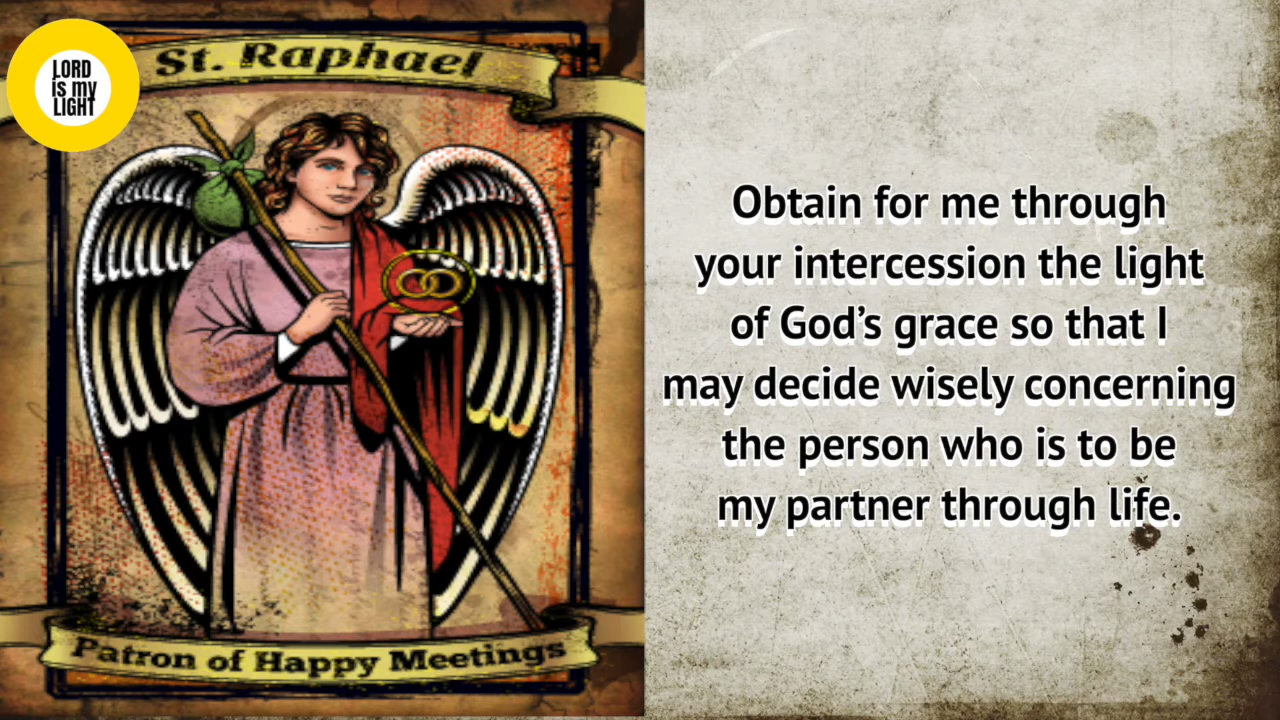 St. Raphael
LORD
is my
LIGHT
Obtain for me through
your intercession the light
of God’s grace so that I
may decide wisely concerning
the person who is to be
my partner through life.
Patron of Happy Meetings